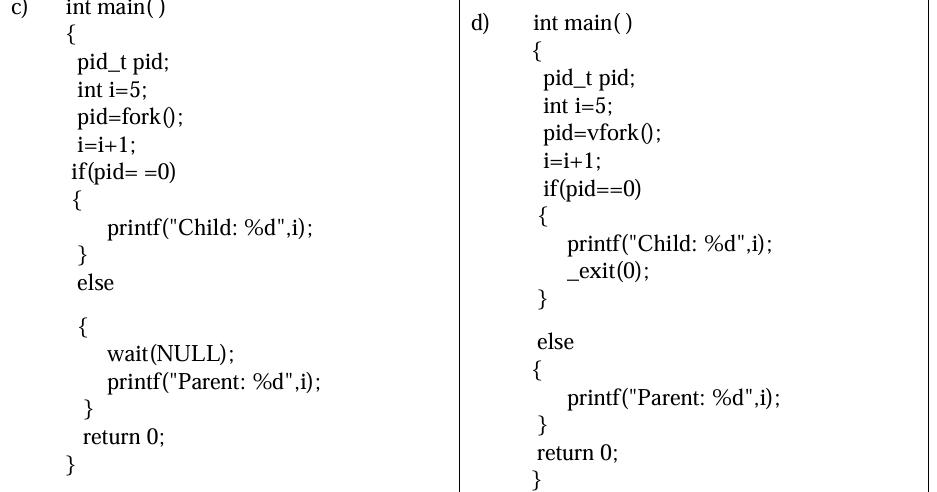 c) int main( )
{
pid_t pid;
int i=5;
pid=fork();
i=i+1;
if(pid= =0)
{
printf("Child: %d",i);
}
else
{
wait(NULL);
printf("Parent: %d",i);
}
return 0;
}
d) int main( )
{
pid_t pid;
int i=5;
pid=vfork();
i=i+1;
if(pid==0)
{
printf("Child: %d",i);
_exit(0);
}
else
{
printf("Parent: %d",i);
}
return 0;
}